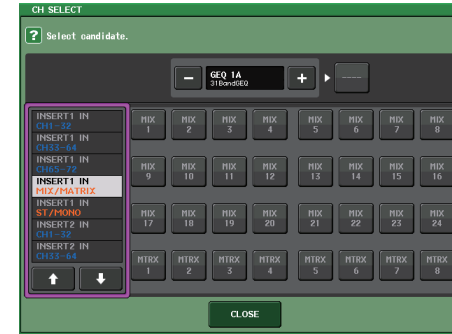 CH SELECT
? Select candidate.
− GEQ 1A + ----
31BandGEQ
INSERT1 IN
CH1-32
INSERT1 IN
CH33-64
INSERT1 IN
CH65-72
INSERT1 IN
MIX/MATRIX
INSERT1 IN
ST/MONO
INSERT2 IN
CH1-32
INSERT2 IN
CH33-64
MIX MIX MIX MIX MIX MIX MIX MIX
1 2 3 4 5 6 7 8
MIX MIX MIX MIX MIX MIX MIX MIX
9 10 11 12 13 14 15 16
MIX MIX MIX MIX MIX MIX MIX MIX
17 18 19 20 21 22 23 24
MTRX MTRX MTRX MTRX MTRX MTRX MTRX MTRX
1 2 3 4 5 6 7 8
CLOSE